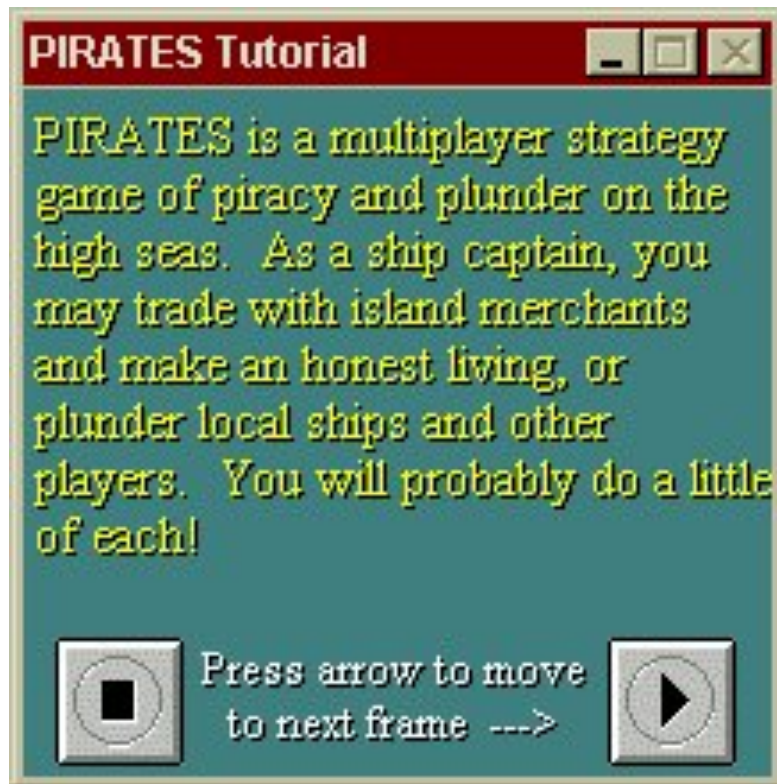 PIRATES Tutorial
PIRATES is a multiplayer strategy
game of piracy and plunder on the
high seas.  As a ship captain, you
may trade with island merchants
and make an honest living, or
plunder local ships and other
players.  You will probably do a little
of each!
Press arrow to move
to next frame --->